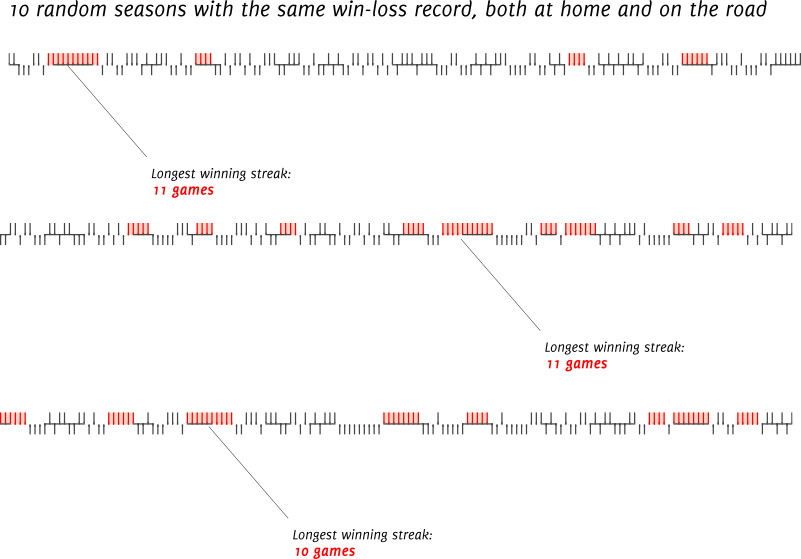 10 random seasons with the same win-loss record, both at home and on the road
Longest winning streak:
11 games
Longest winning streak:
11 games
Longest winning streak:
10 games